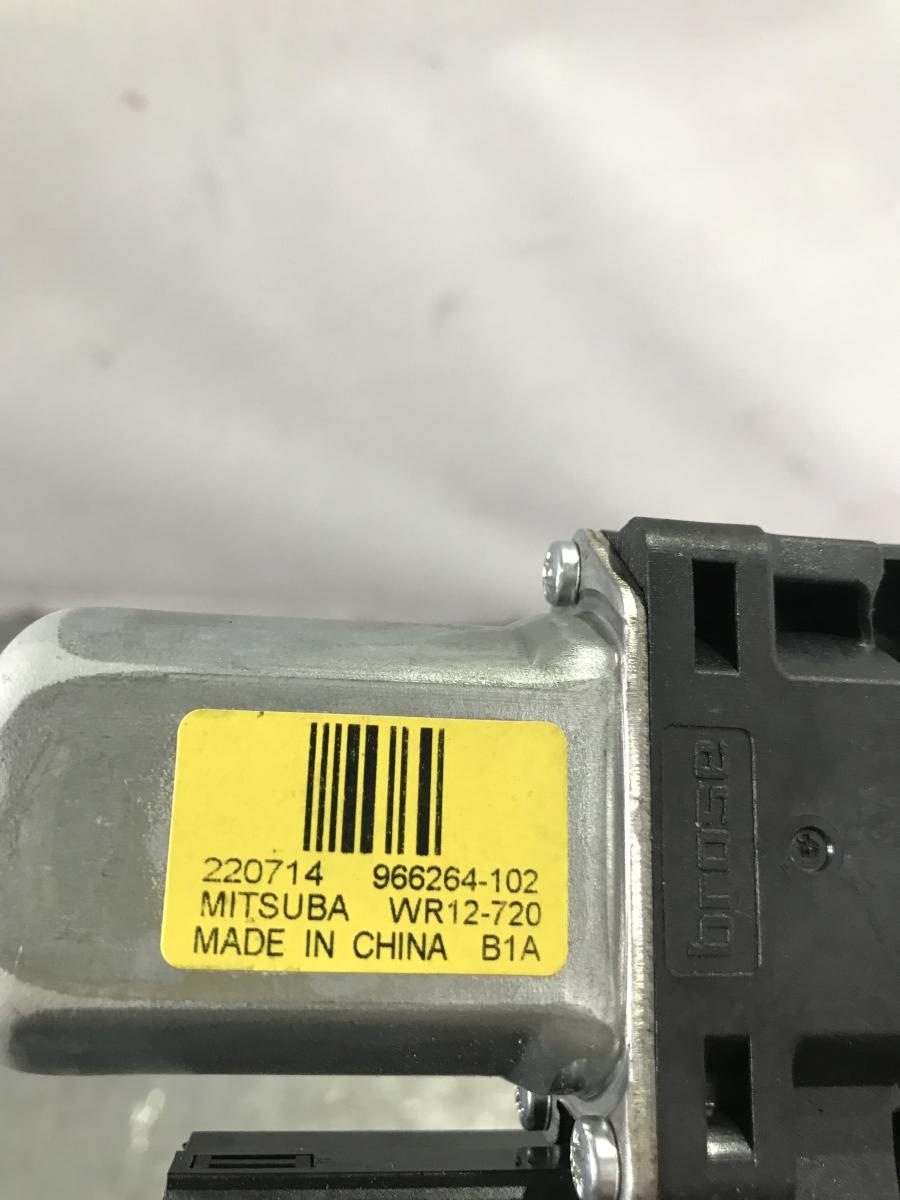 220714 966264-102
MITSUBA WR12-720
MADE IN CHINA B1A
brose